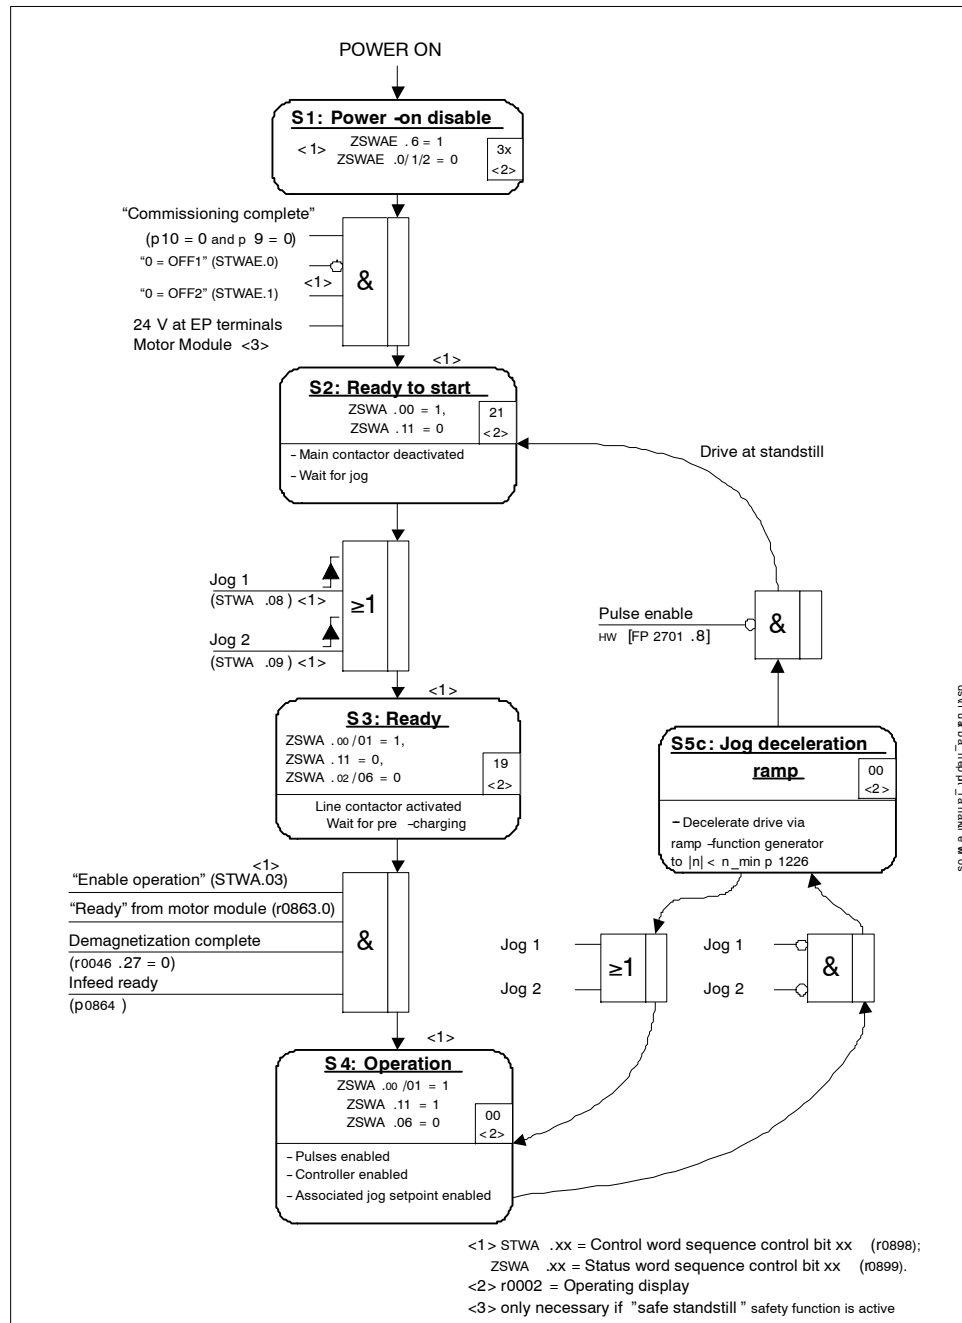 POWER ON
S1: Power -on disable
<1> ZSWAE . 6 = 1
ZSWAE .0/ 1/2 = 0
3x
<2>
“Commissioning complete”
(p10 = 0 and p 9 = 0)
“0 = OFF1” (STWAE.0)
<1>
“0 = OFF2” (STWAE.1)
24 V at EP terminals
Motor Module <3>
&
<1>
S2: Ready to start
ZSWA . 00 = 1,
ZSWA . 11 = 0
21
<2>
– Main contactor deactivated
– Wait for jog
Drive at standstill
Jog 1
(STWA .08 ) <1>
Jog 2
(STWA .09 ) <1>
≥1
Pulse enable
HW [FP 2701 .8]
&
<1>
S3: Ready
ZSWA . 00 /01 = 1,
ZSWA . 11 = 0,
ZSWA . 02/06 = 0
19
<2>
Line contactor activated
Wait for pre -charging
S5c: Jog deceleration
ramp
00
<2>
– Decelerate drive via
ramp -function generator
to |n| < n_min p 1226
<1>
“Enable operation” (STWA.03)
“Ready” from motor module (r0863.0)
Demagnetization complete
(r0046 .27 = 0)
Infeed ready
(p0864 )
&
Jog 1
Jog 2
≥1
Jog 1
Jog 2
&
<1>
S4: Operation
ZSWA .00 /01 = 1
ZSWA . 11 = 1
ZSWA .06 = 0
00
<2>
– Pulses enabled
– Controller enabled
– Associated jog setpoint enabled
<1> STWA .xx = Control word sequence control bit xx (r0898);
ZSWA .xx = Status word sequence control bit xx (r0899).
<2> r0002 = Operating display
<3> only necessary if ”safe standstill ” safety function is active